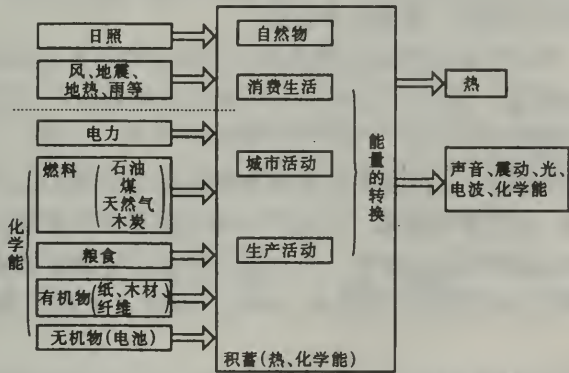 日照
风、地震、
地热、雨等
电力
燃料
石油
煤
天然气
木炭
化学能
粮食
有机物(纸、木材
纤维)
无机物(电池)
自然物
消费生活
城市活动
生产活动
能量的转换
积蓄(热、化学能)
热
声音、震动、光、
电波、化学能